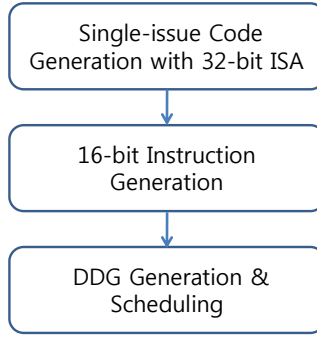 Single-issue Code
Generation with 32-bit ISA
16-bit Instruction
Generation
DDG Generation &
Scheduling